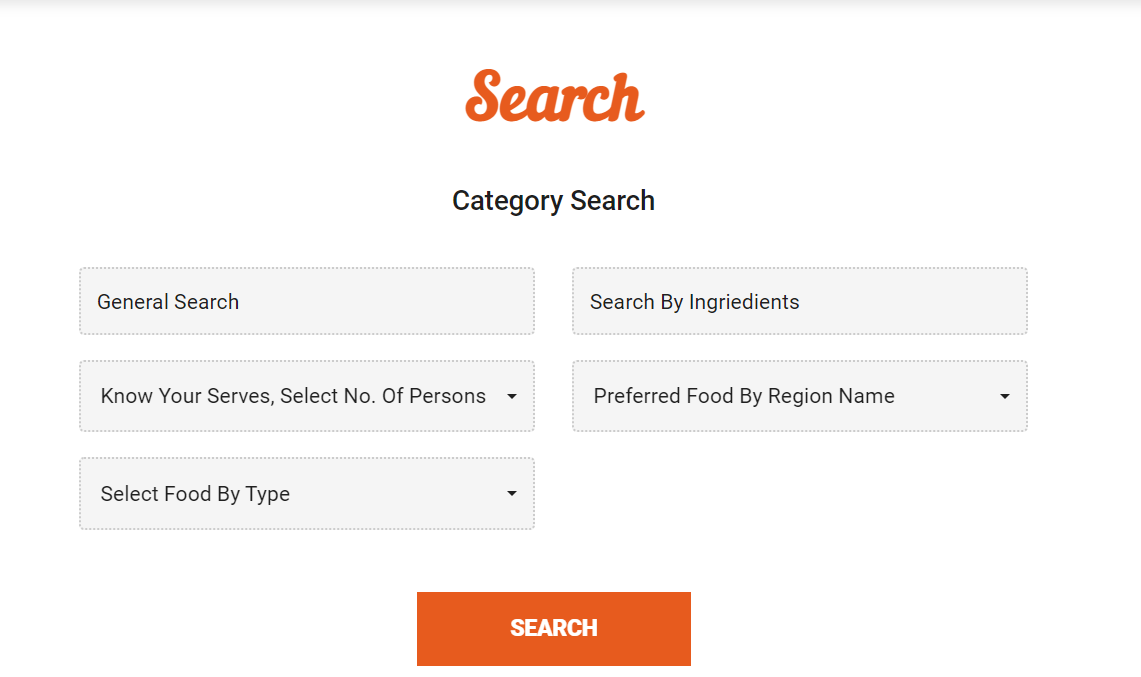 Search
Category Search
General Search
Search By Ingriedients
Know Your Serves, Select No. Of Persons
Preferred Food By Region Name
Select Food By Type
SEARCH